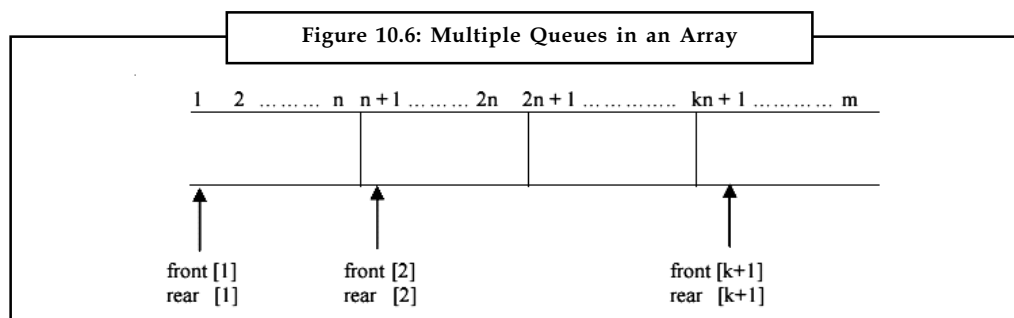 Figure 10.6: Multiple Queues in an Array
1 2 ……… n n + 1 ……… 2n 2n + 1 ………….. kn + 1 ………… m
front [1] front [2] front [k+1]
rear [1] rear [2] rear [k+1]